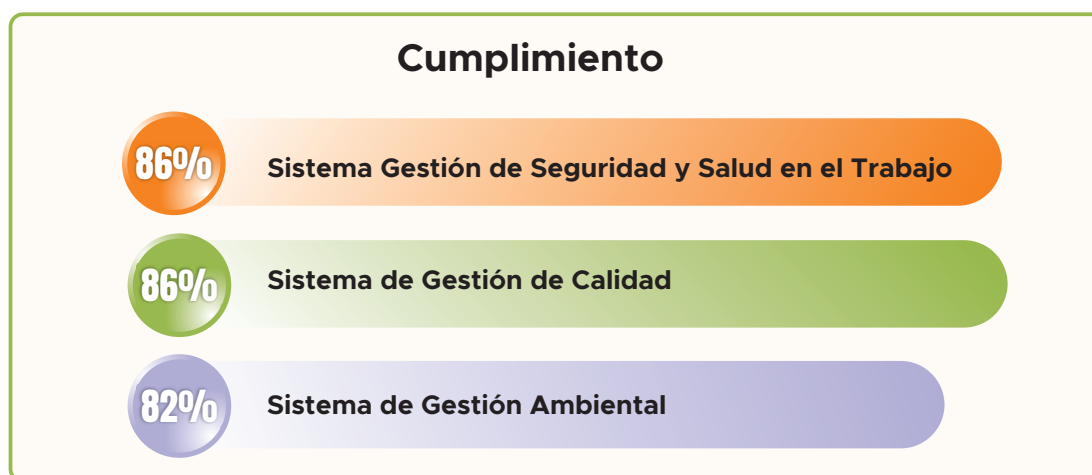 Cumplimiento
86% Sistema Gestión de Seguridad y Salud en el Trabajo
86% Sistema de Gestión de Calidad
82% Sistema de Gestión Ambiental